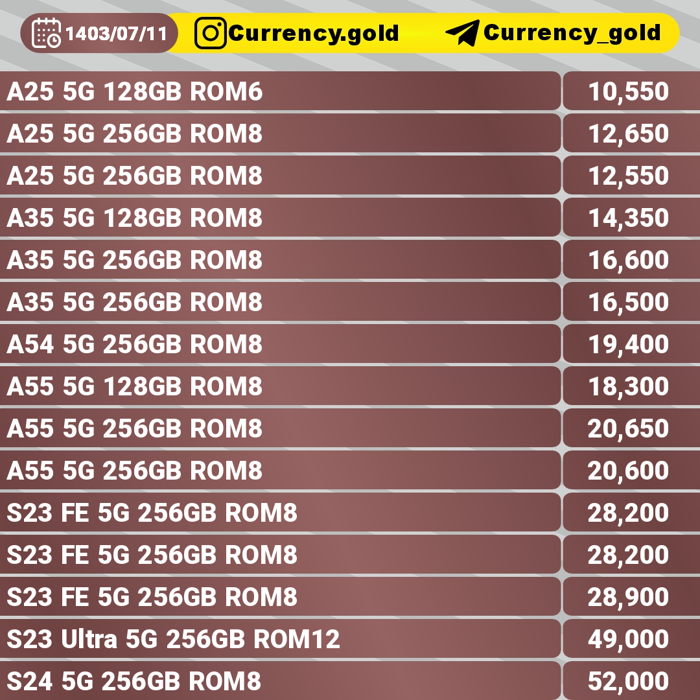 1403/07/11 Currency.gold Currency_gold
A25 5G 128GB ROM6 10,550
A25 5G 256GB ROM8 12,650
A25 5G 256GB ROM8 12,550
A35 5G 128GB ROM8 14,350
A35 5G 256GB ROM8 16,600
A35 5G 256GB ROM8 16,500
A54 5G 256GB ROM8 19,400
A55 5G 128GB ROM8 18,300
A55 5G 256GB ROM8 20,650
A55 5G 256GB ROM8 20,600
S23 FE 5G 256GB ROM8 28,200
S23 FE 5G 256GB ROM8 28,200
S23 FE 5G 256GB ROM8 28,900
S23 Ultra 5G 256GB ROM12 49,000
S24 5G 256GB ROM8 52,000